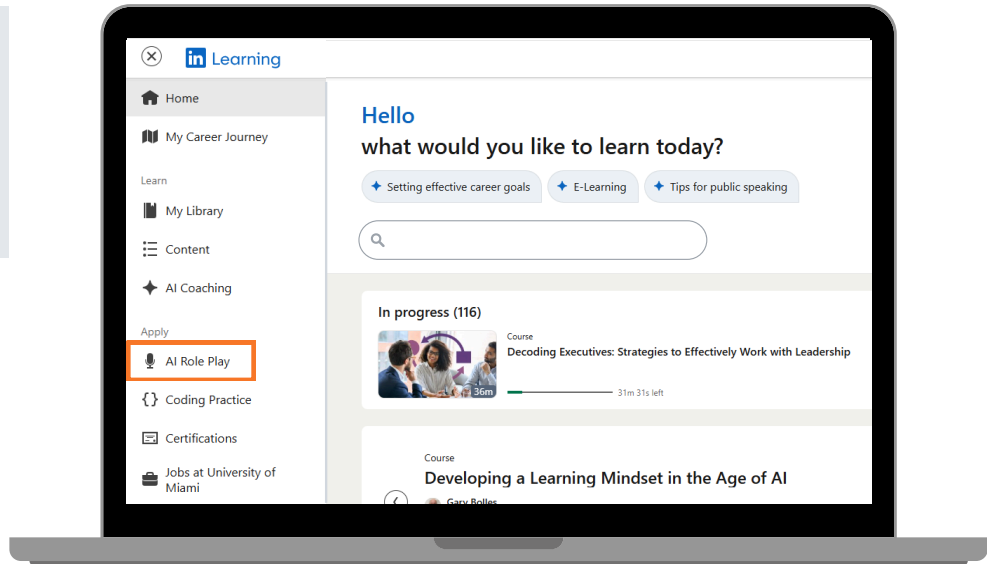 in Learning
Home
My Career Journey
Learn
My Library
Content
AI Coaching
Apply
AI Role Play
Coding Practice
Certifications
Jobs at University of
Miami
Hello
what would you like to learn today?
Setting effective career goals
E-Learning
Tips for public speaking
In progress (116)
36m
Course
Decoding Executives: Strategies to Effectively Work with Leadership
31m 31s left
Course
Developing a Learning Mindset in the Age of AI
Gary Bolles